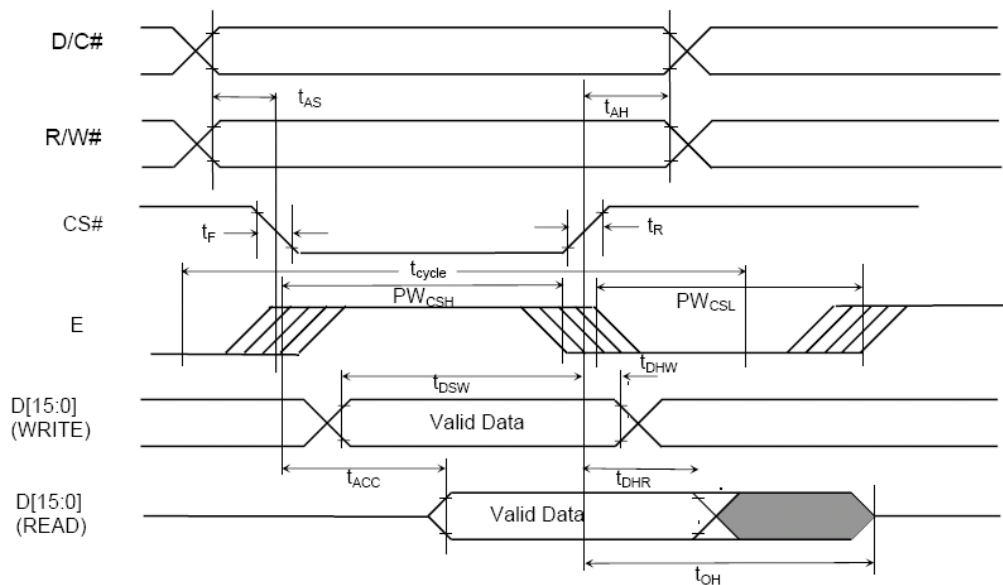 D/C#
tAS
tAH
R/W#
CS#
tF
tR
tcycle
PWCSH
PWCSL
E
tDSW
tDHW
D[15:0]
(WRITE)
Valid Data
tACC
tDHR
D[15:0]
(READ)
Valid Data
tOH